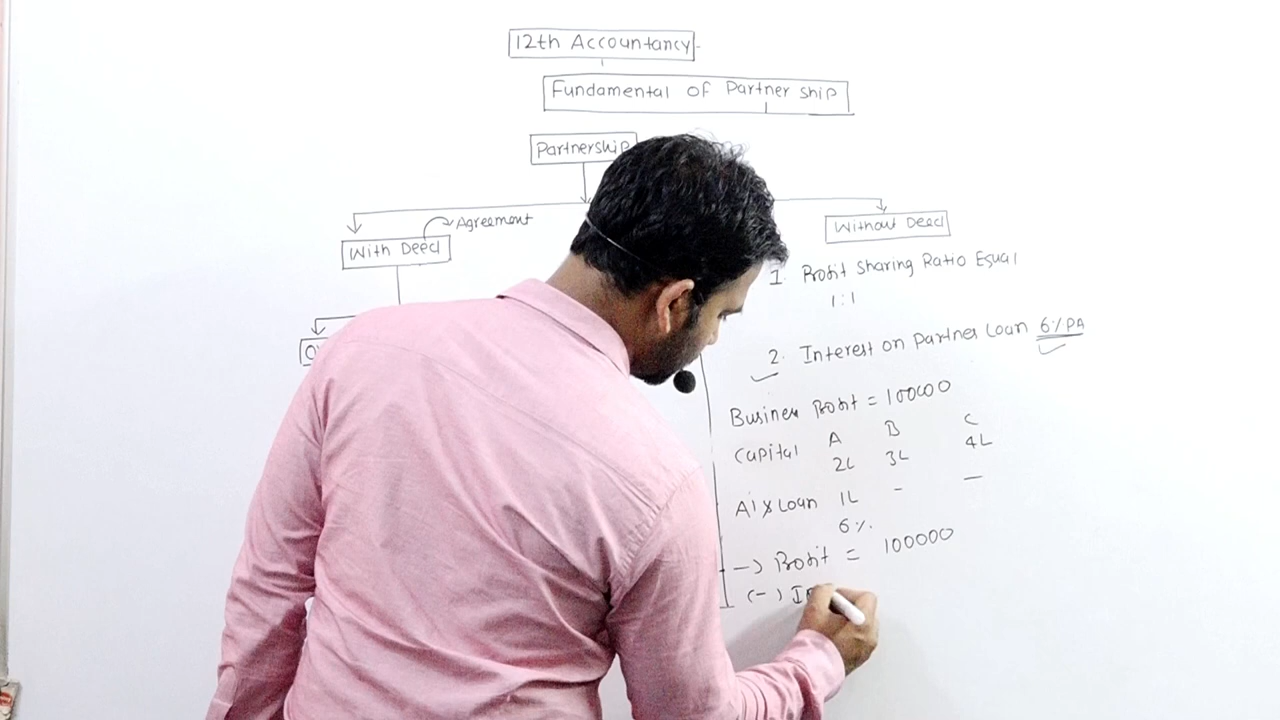 12th Accountancy
Fundamental of Partner ship
Partnership
Agreement
With Deed
Without Deed
1. Profit Sharing Ratio Equal
1:1
2. Interest on Partner Loan 6% PA
Business Profit = 100000
A B C
Capital 2L 3L 4L
A's Loan 1L - -
6%.
-) Profit = 100000
(-)